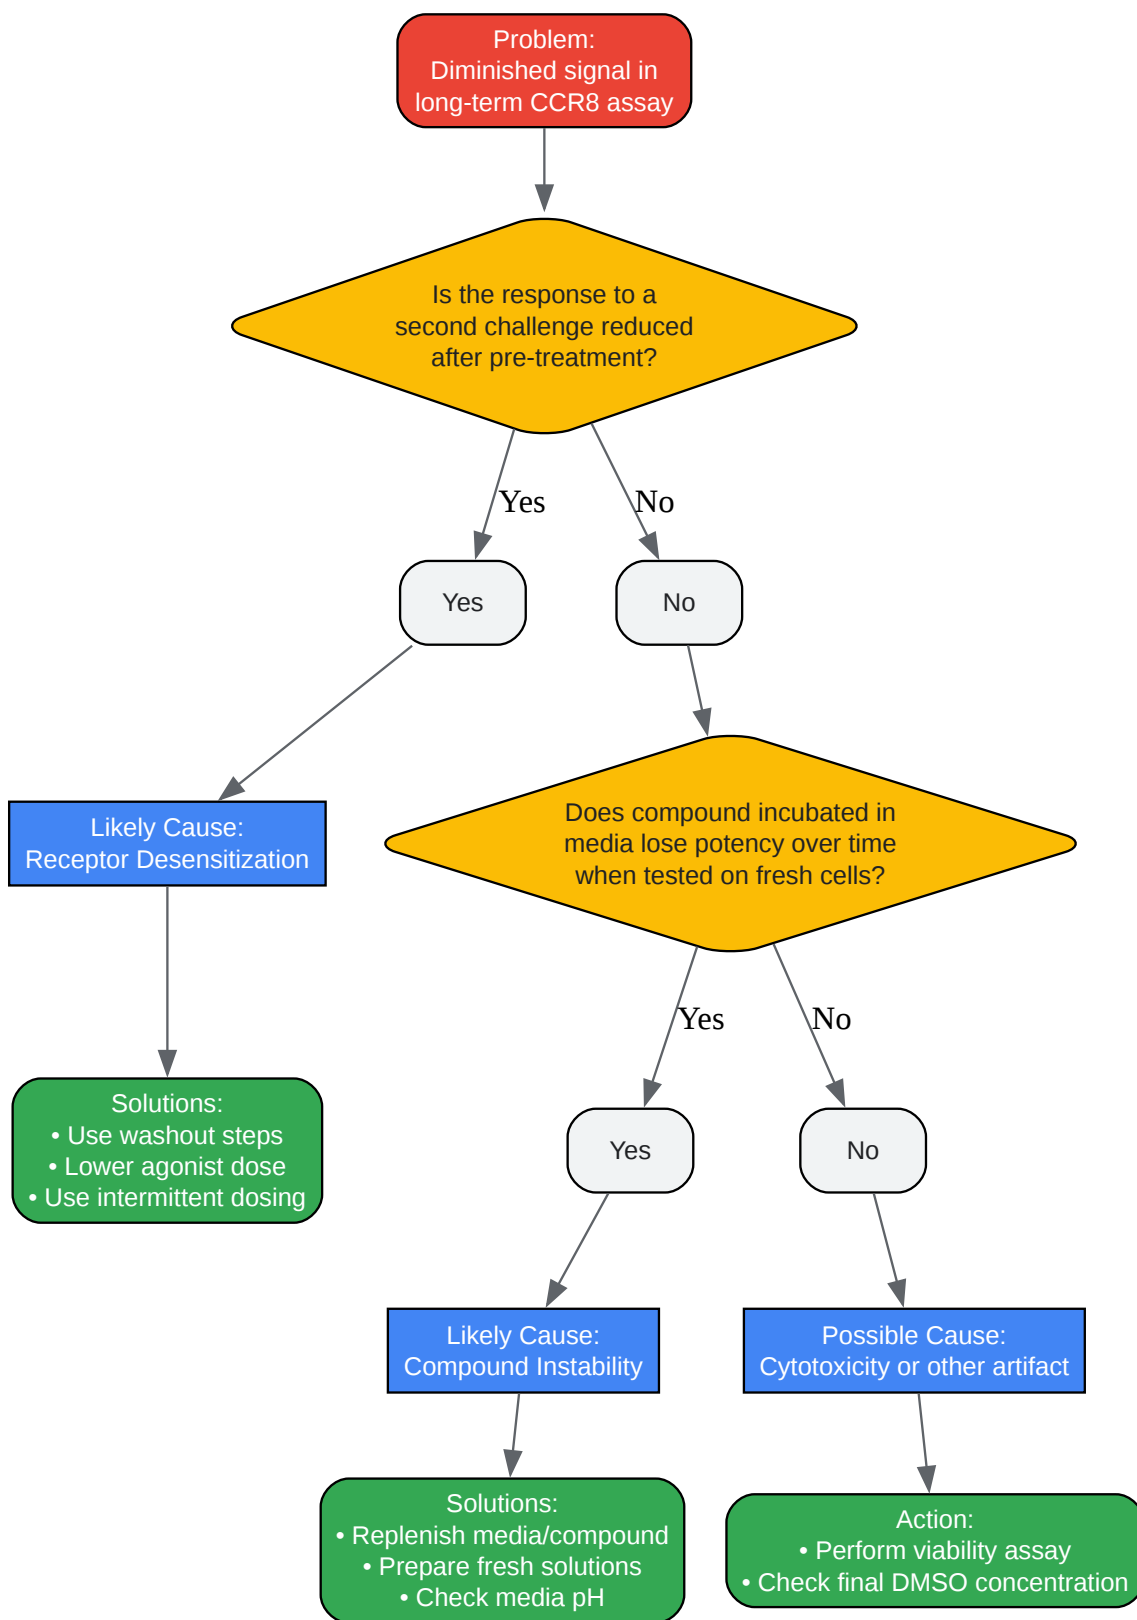 Problem:
Diminished signal in
long-term CCR8 assay
Is the response to a
second challenge reduced
after pre-treatment?
Yes
No
Yes
No
Likely Cause:
Receptor Desensitization
Does compound incubated in
media lose potency over time
when tested on fresh cells?
Yes
No
Solutions:
• Use washout steps
• Lower agonist dose
• Use intermittent dosing
Yes
No
Likely Cause:
Compound Instability
Possible Cause:
Cytotoxicity or other artifact
Solutions:
• Replenish media/compound
• Prepare fresh solutions
• Check media pH
Action:
• Perform viability assay
• Check final DMSO concentration